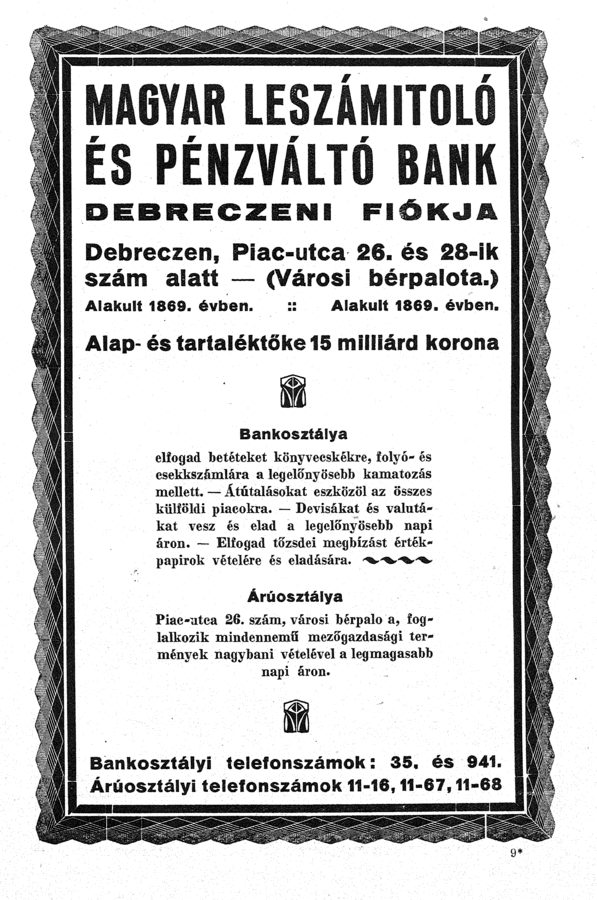 MAGYAR LESZÁMITOLÓ
ÉS PÉNZVÁLTÓ BANK
DEBRECZENI FIÓKJA
Debreczen, Piac-utca 26. és 28-ik
szám alatt — (Városi bérpalota.)
Alakult 1869. évben. :: Alakult 1869. évben.
Alap- és tartaléktőke 15 milliárd korona
Bankosztálya
elfogad betéteket könyvecskékre, folyó- és
csekkszámlára a legelőnyösebb kamatozás
mellett. — Átútalásokat eszközöl az összes
külföldi piacokra. — Devisákat és valutá-
kat vesz és elad a legelőnyösebb napi
áron. — Elfogad tőzsdei megbízást érték-
papirok vételére és eladására.
Árúosztálya
Piac-utca 26. szám, városi bérpalo a, fog-
lalkozik mindennemű mezőgazdasági ter-
mények nagybani vételével a legmagasabb
napi áron.
Bankosztályi telefonszámok: 35. és 941.
Árúosztályi telefonszámok 11-16, 11-67, 11-68
9*